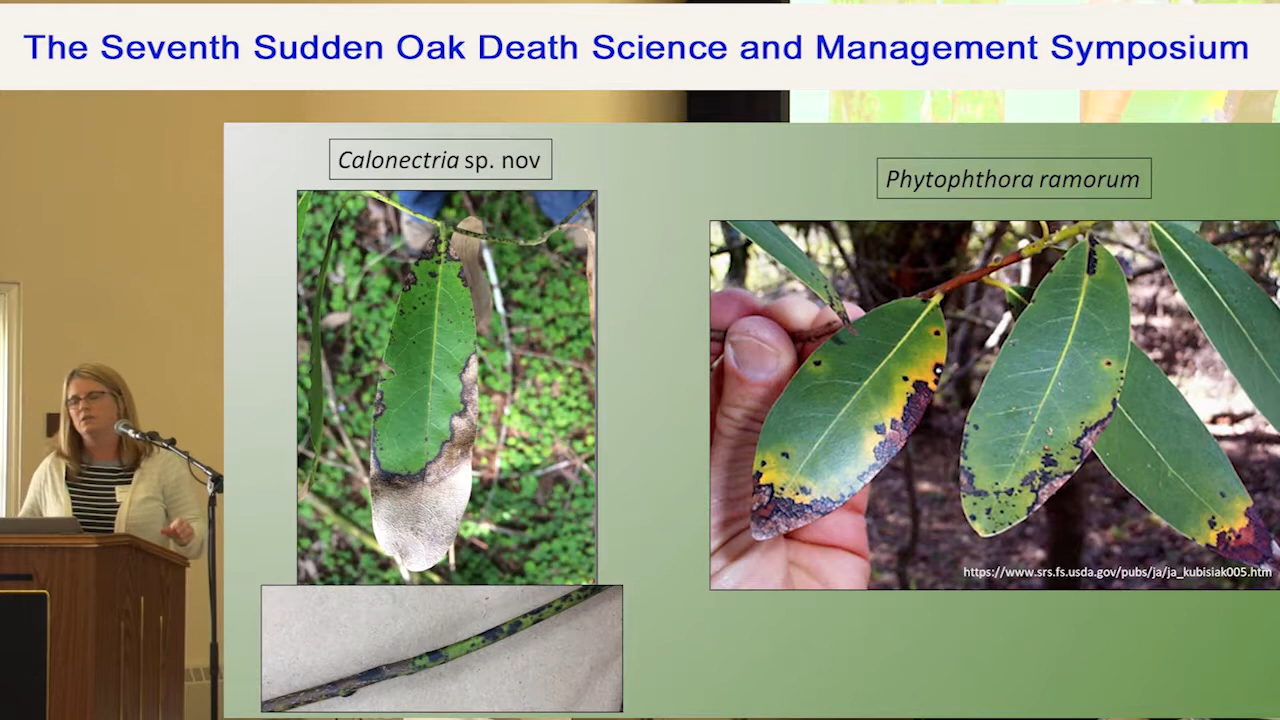 The Seventh Sudden Oak Death Science and Management Symposium
Calonectria sp. nov
Phytophthora ramorum
https://www.srs.fs.usda.gov/pubs/ja/ja_kubisiak005.htm